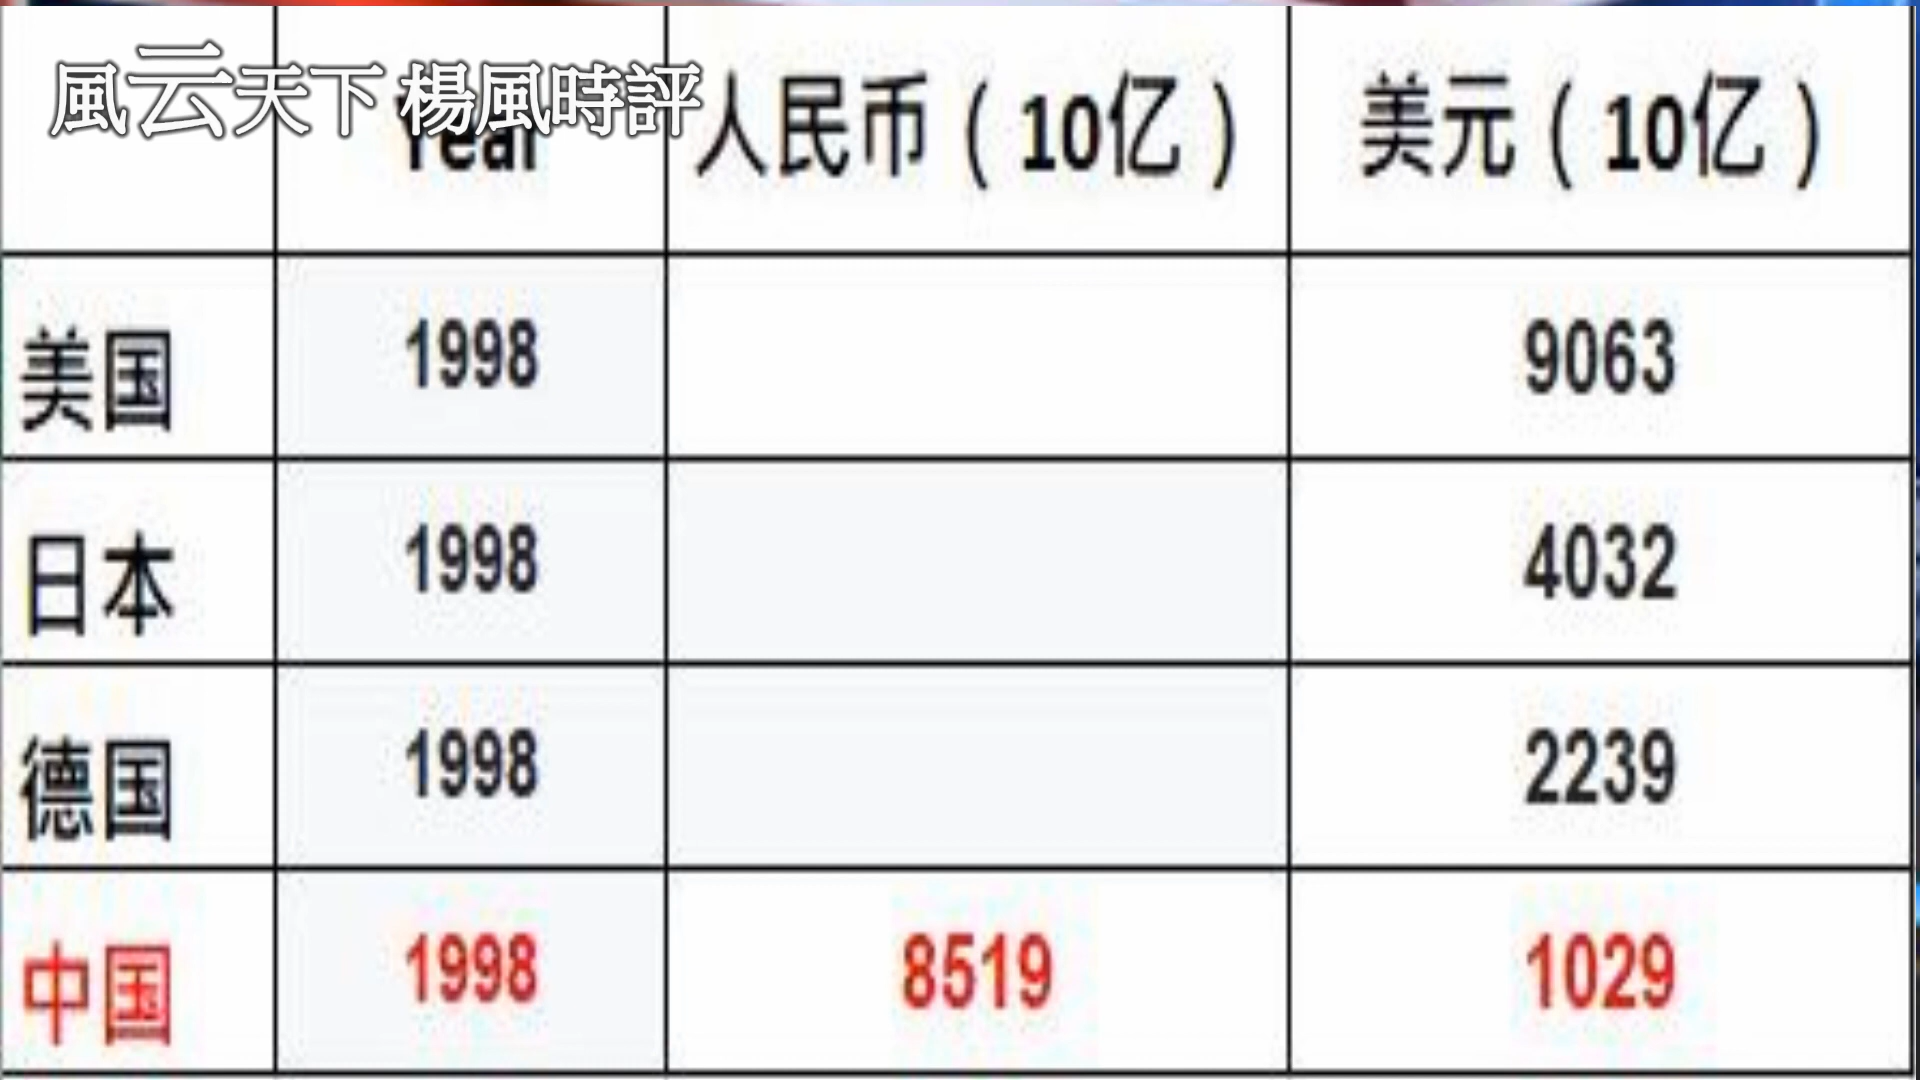 風云天下 楊風時評
Year 人民币（10亿） 美元（10亿）
美国 1998 9063
日本 1998 4032
德国 1998 2239
中国 1998 8519 1029